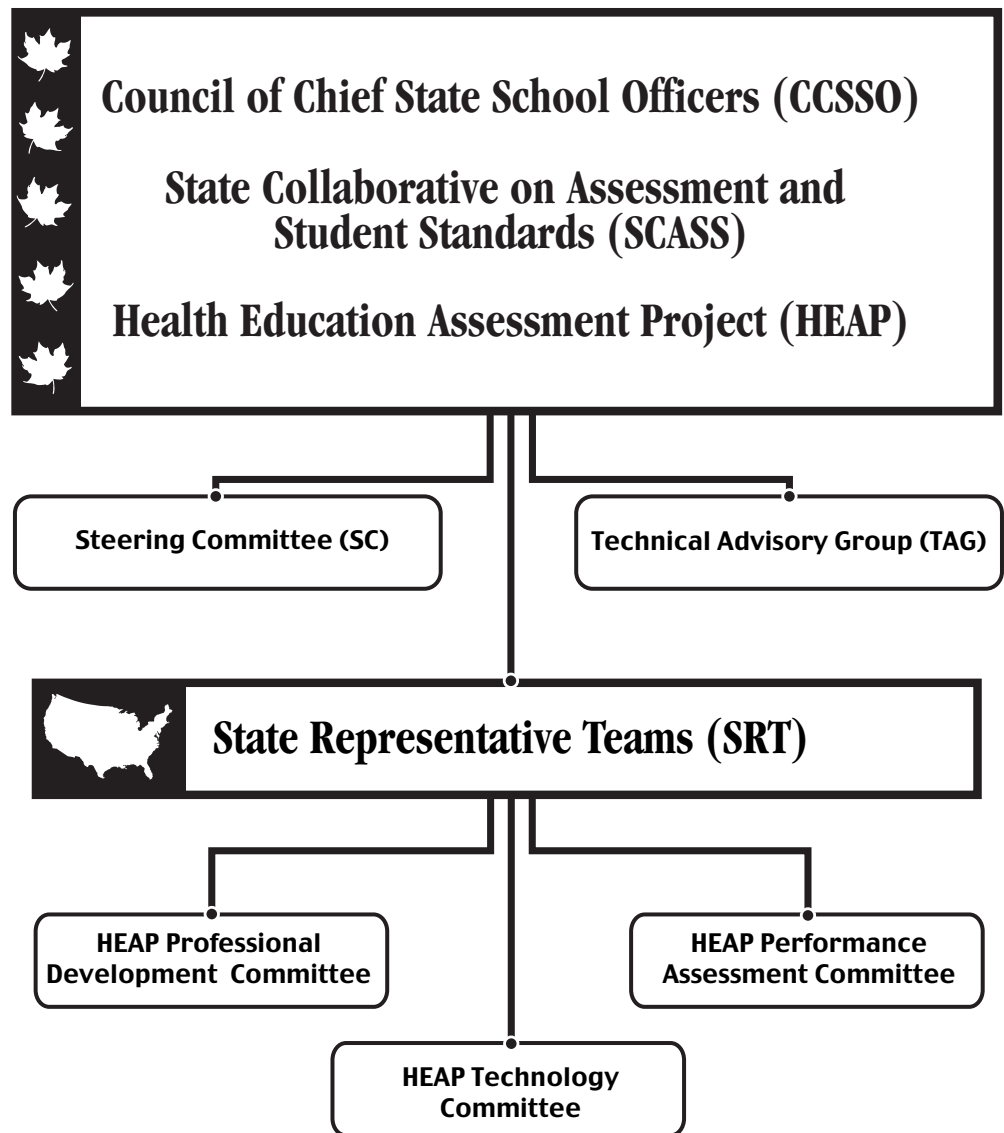 Council of Chief State School Officers (CCSSO)
State Collaborative on Assessment and
Student Standards (SCASS)
Health Education Assessment Project (HEAP)
Steering Committee (SC)
Technical Advisory Group (TAG)
State Representative Teams (SRT)
HEAP Professional
Development Committee
HEAP Performance
Assessment Committee
HEAP Technology
Committee